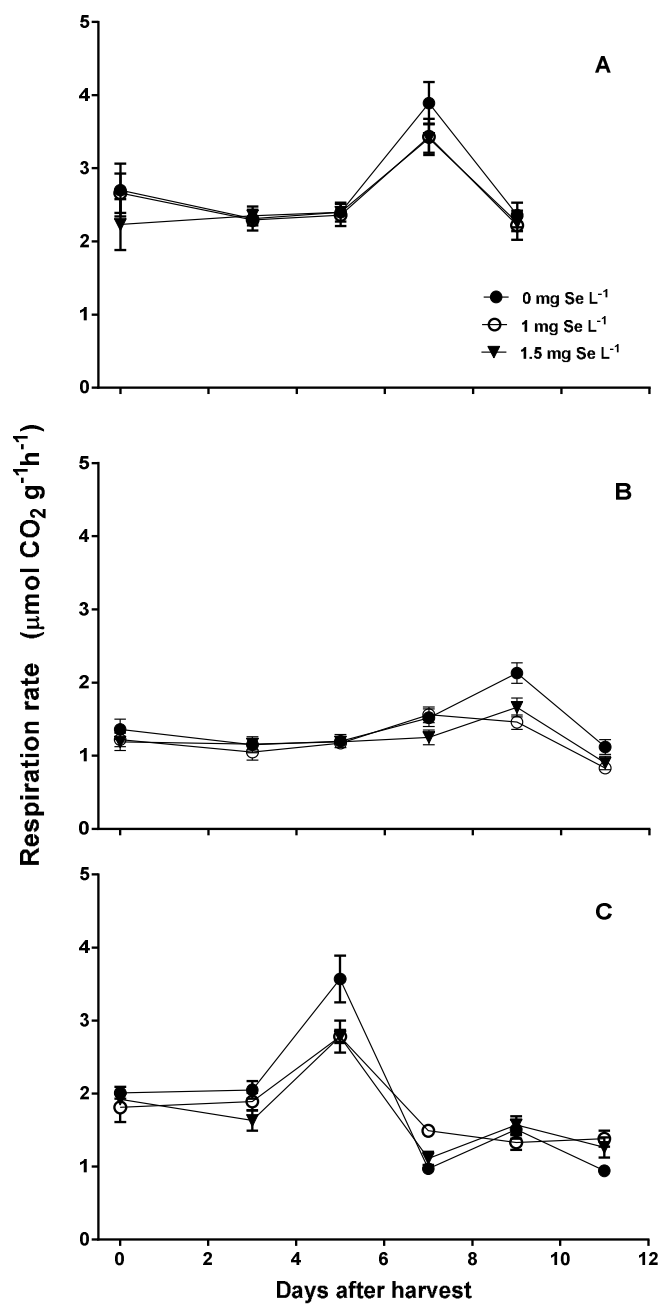 5
A
4
3
2
0 mg Se L⁻¹
1 mg Se L⁻¹
1
1.5 mg Se L⁻¹
0
Respiration rate (μmol CO₂ g⁻¹h⁻¹)
5
B
4
3
2
1
0
5
C
4
3
2
1
0
0 2 4 6 8 10 12
Days after harvest